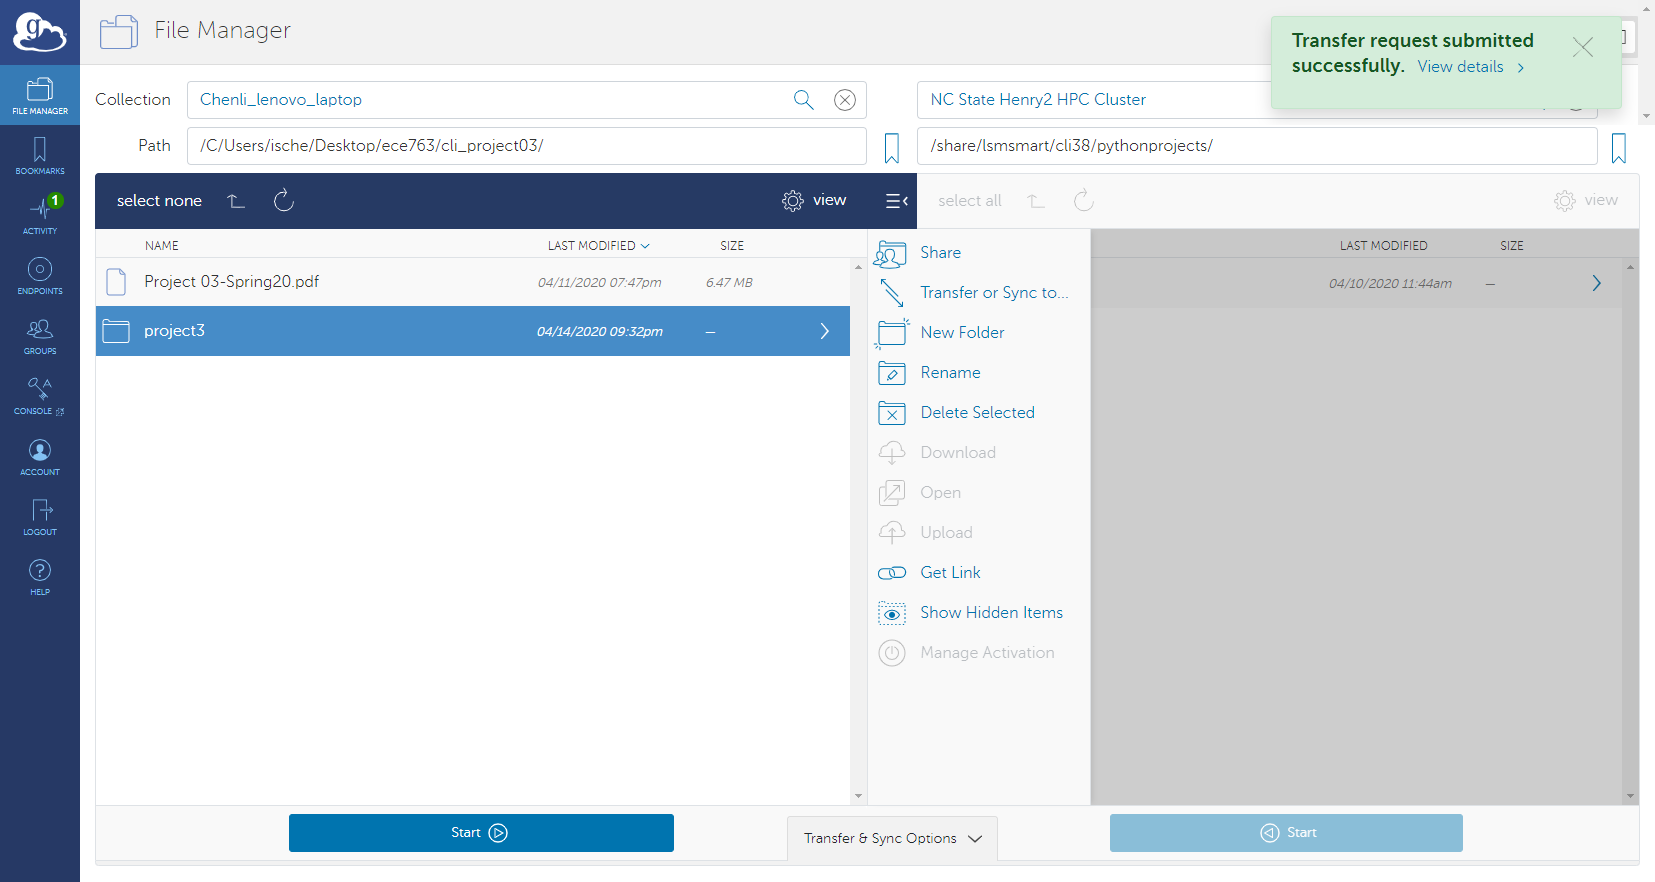 g
File Manager
Transfer request submitted
successfully. View details
FILE MANAGER
BOOKMARKS
1
ACTIVITY
ENDPOINTS
GROUPS
A
CONSOLE
ACCOUNT
LOGOUT
?
HELP
Collection
Chenli_lenovo_laptop
NC State Henry2 HPC Cluster
Path
/C/Users/ische/Desktop/ece763/cli_project03/
/share/lsmsmart/cli38/pythonprojects/
select none
view
select all
view
NAME LAST MODIFIED SIZE
LAST MODIFIED SIZE
Project 03-Spring20.pdf 04/11/2020 07:47pm 6.47 MB
04/10/2020 11:44am —
project3 04/14/2020 09:32pm —
Share
Transfer or Sync to...
New Folder
Rename
Delete Selected
Download
Open
Upload
Get Link
Show Hidden Items
Manage Activation
Start
Transfer & Sync Options
Start